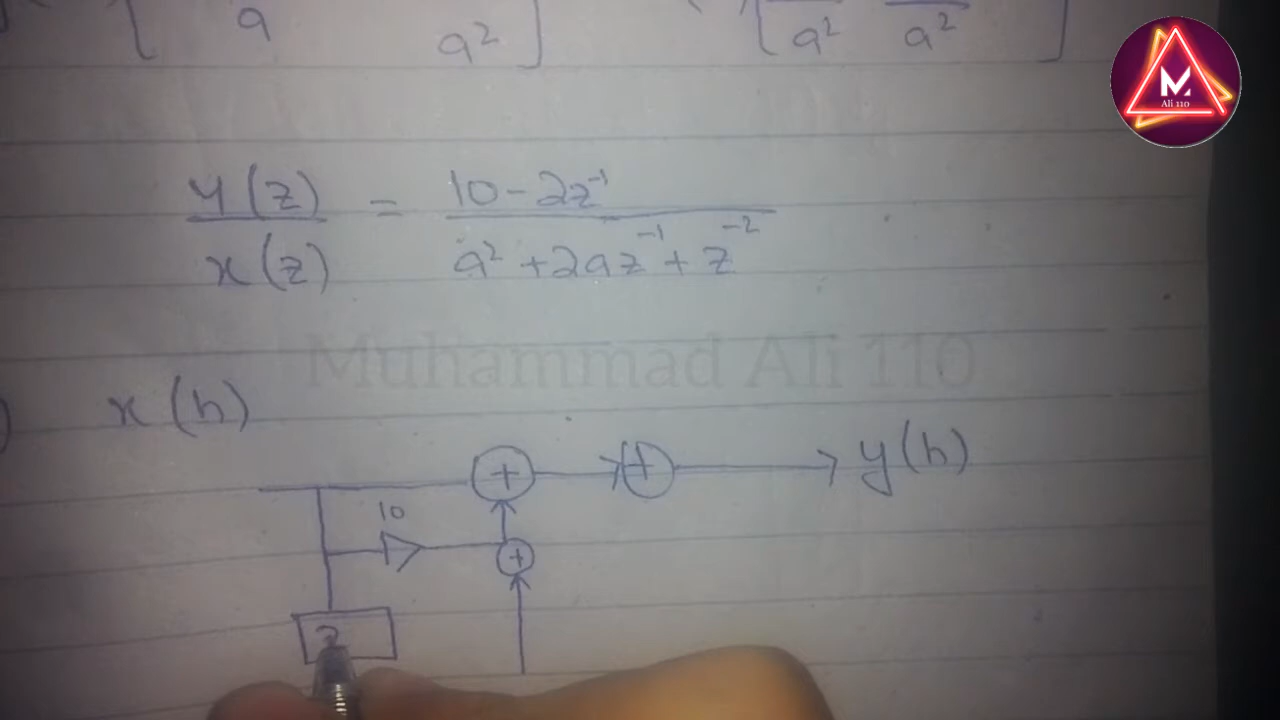 a a² a² a²
M
Ali 110
y(z) = 10 - 2z⁻¹
x(z) a² + 2az⁻¹ + z⁻²
Muhammad Ali 110
x(h)
+ + y(h)
10
+
z